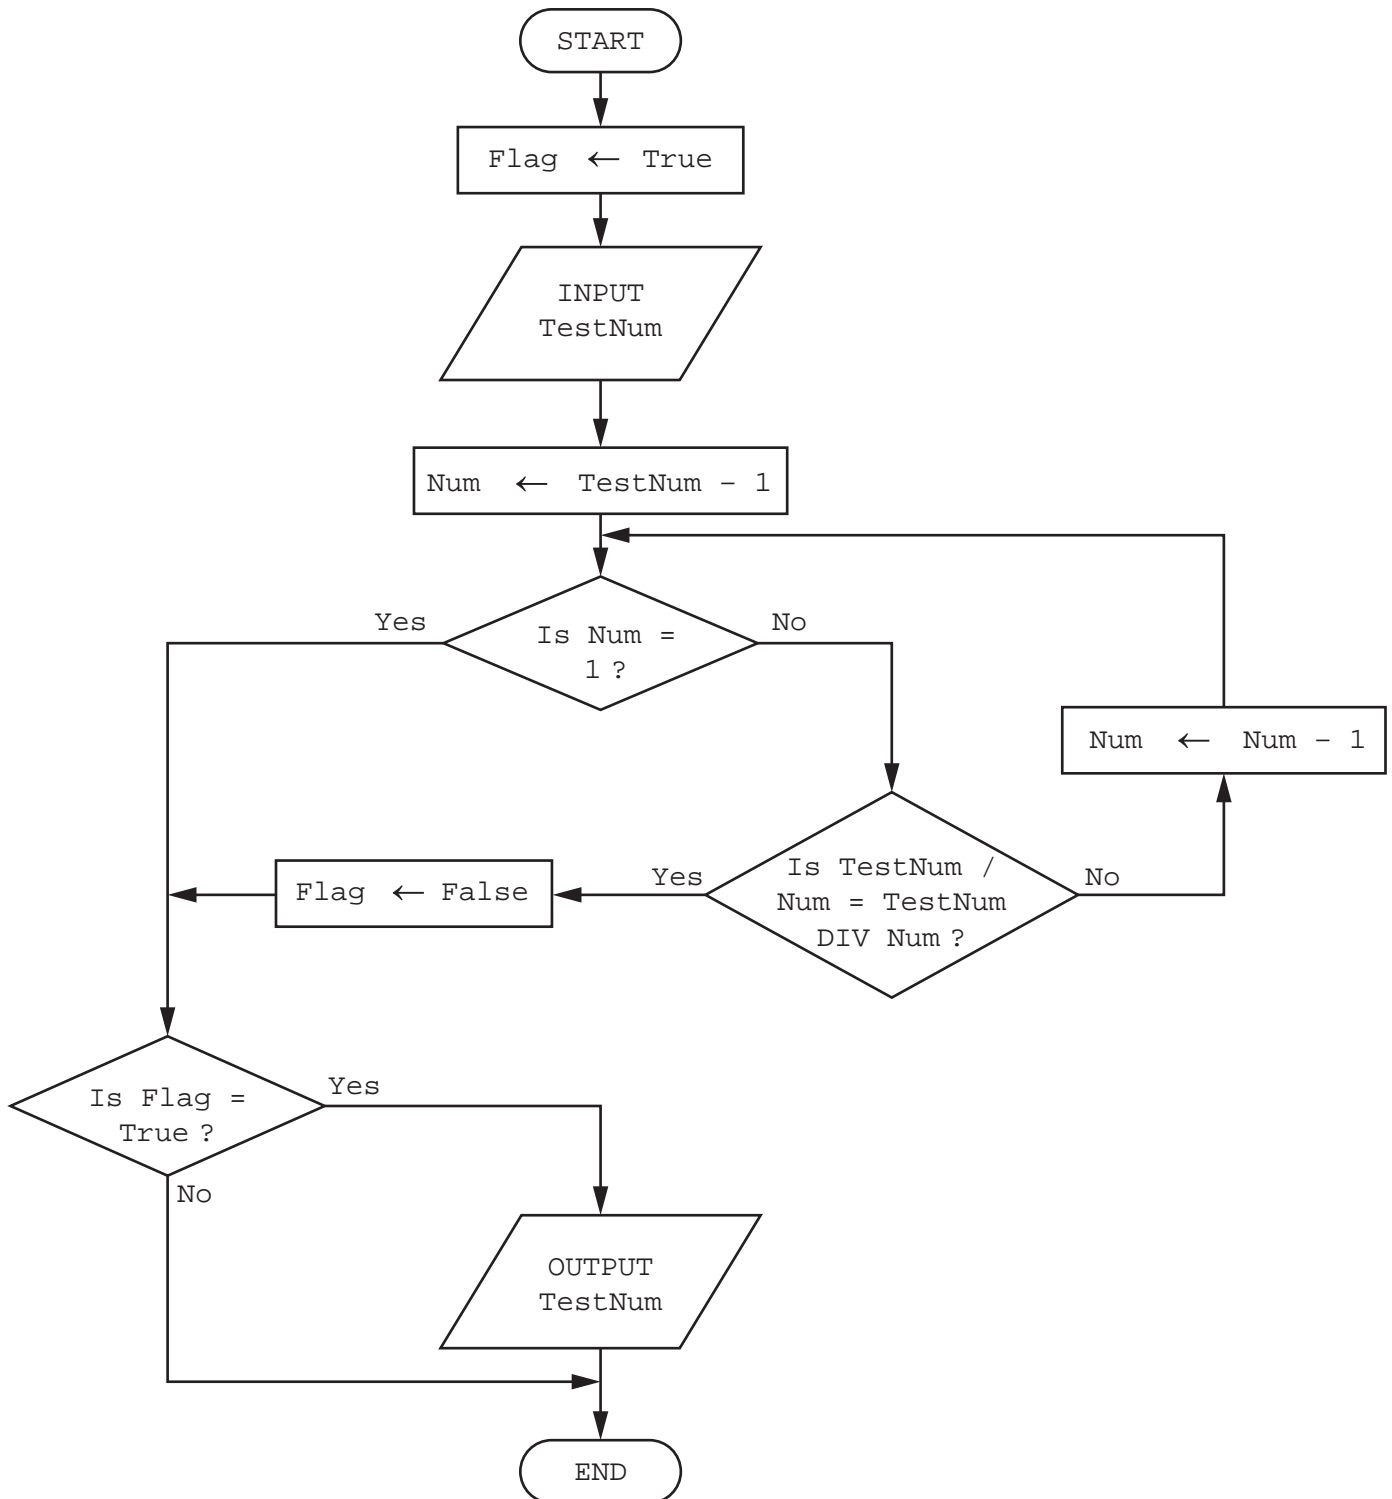 START
Flag ← True
INPUT
TestNum
Num ← TestNum – 1
Yes
No
Is Num =
1 ?
Num ← Num – 1
Is TestNum /
Num = TestNum
DIV Num ?
Yes
No
Flag ← False
Is Flag =
True ?
Yes
No
OUTPUT
TestNum
END